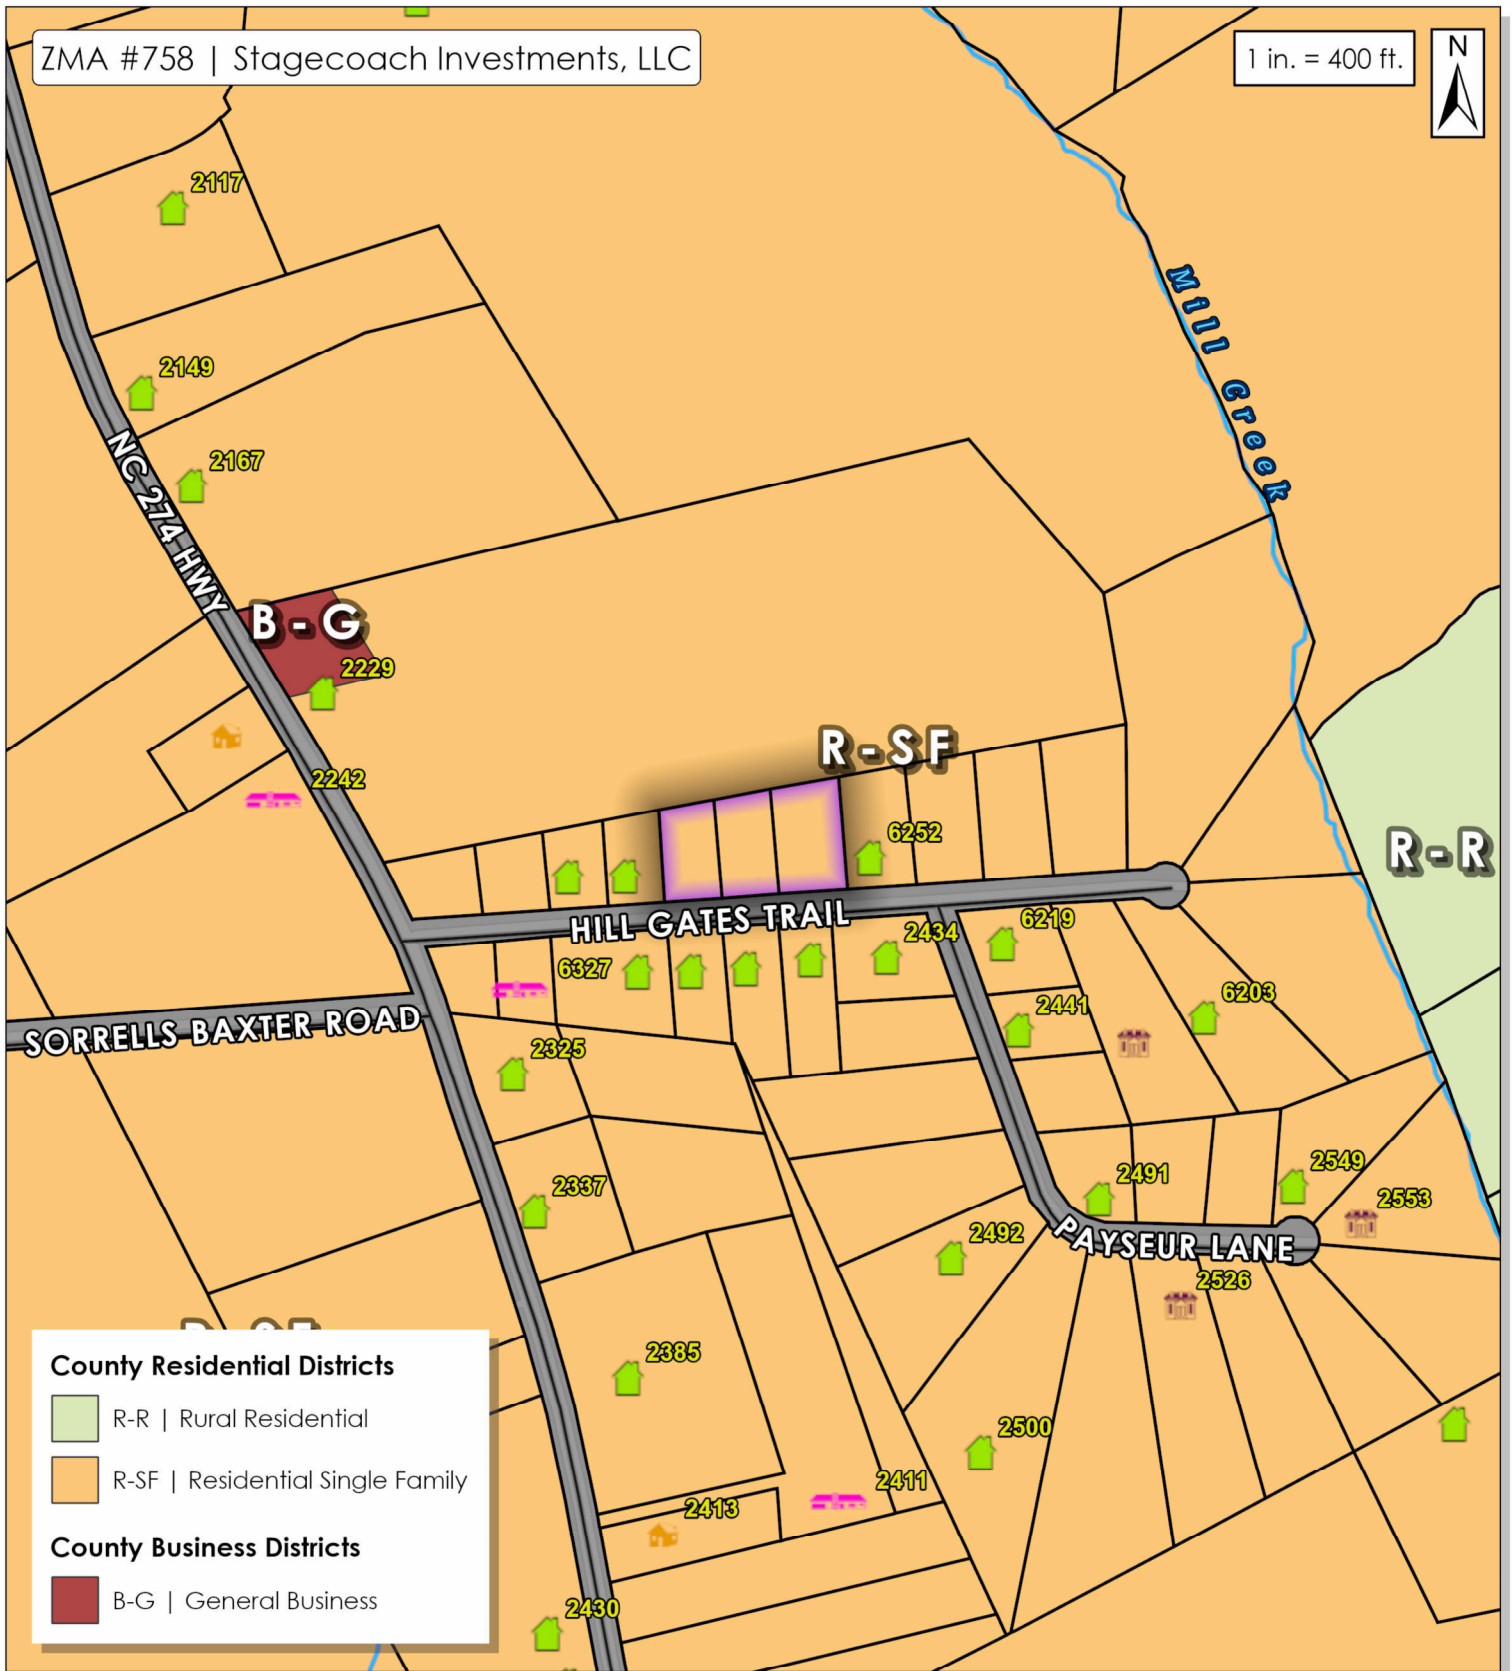 ZMA #758 | Stagecoach Investments, LLC
1 in. = 400 ft.
N
2117
Mill Creek
2149
2167
NC 274 HWY
B - G
2229
R - S F
2242
6252
R - R
HILL GATES TRAIL
2434
6219
6327
6203
2441
SORRELLS BAXTER ROAD
2325
2491
2549
2337
2553
2492
PAYSEUR LANE
2526
2385
2500
2411
2413
2430
County Residential Districts
R-R | Rural Residential
R-SF | Residential Single Family
County Business Districts
B-G | General Business